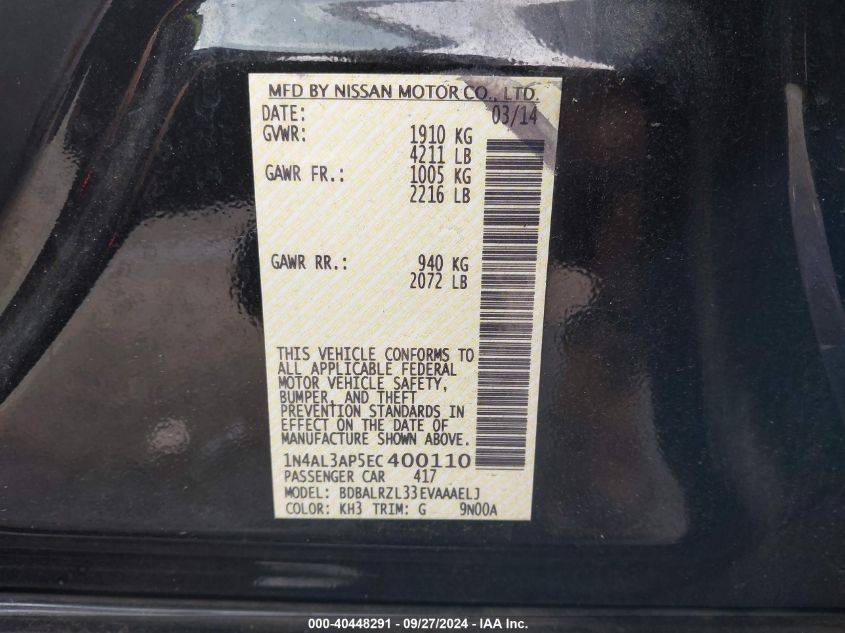 MFD BY NISSAN MOTOR CO., LTD.
DATE: 03/14
GVWR: 1910 KG
4211 LB
GAWR FR.: 1005 KG
2216 LB
GAWR RR.: 940 KG
2072 LB
THIS VEHICLE CONFORMS TO
ALL APPLICABLE FEDERAL
MOTOR VEHICLE SAFETY,
BUMPER, AND THEFT
PREVENTION STANDARDS IN
EFFECT ON THE DATE OF
MANUFACTURE SHOWN ABOVE.
1N4AL3AP5EC400110
PASSENGER CAR 417
MODEL: BDBALRZL33EVAAAELJ
COLOR: KH3 TRIM: G 9N00A
000-40448291 - 09/27/2024 - IAA Inc.